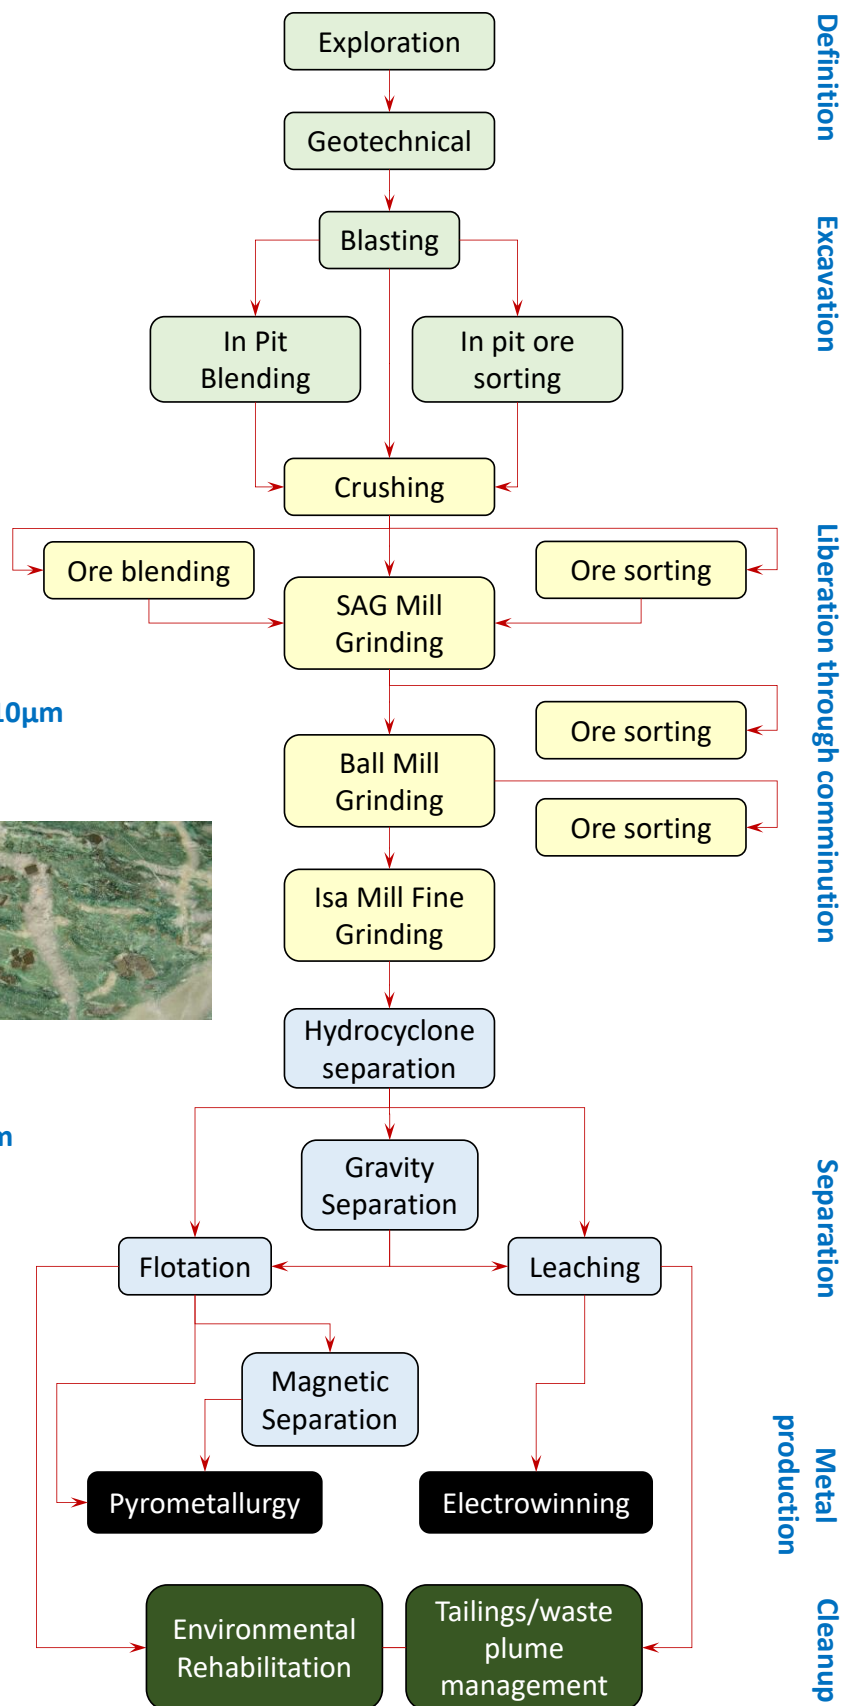 Exploration
Definition
Geotechnical
Blasting
Excavation
In Pit
Blending
In pit ore
sorting
Crushing
Ore blending
Ore sorting
SAG Mill
Grinding
Liberation through comminution
10µm
Ore sorting
Ball Mill
Grinding
Ore sorting
Isa Mill Fine
Grinding
Hydrocyclone
separation
m
Gravity
Separation
Separation
Flotation
Leaching
Magnetic
Separation
Metal
production
Pyrometallurgy
Electrowinning
Environmental
Rehabilitation
Tailings/waste
plume
management
Cleanup